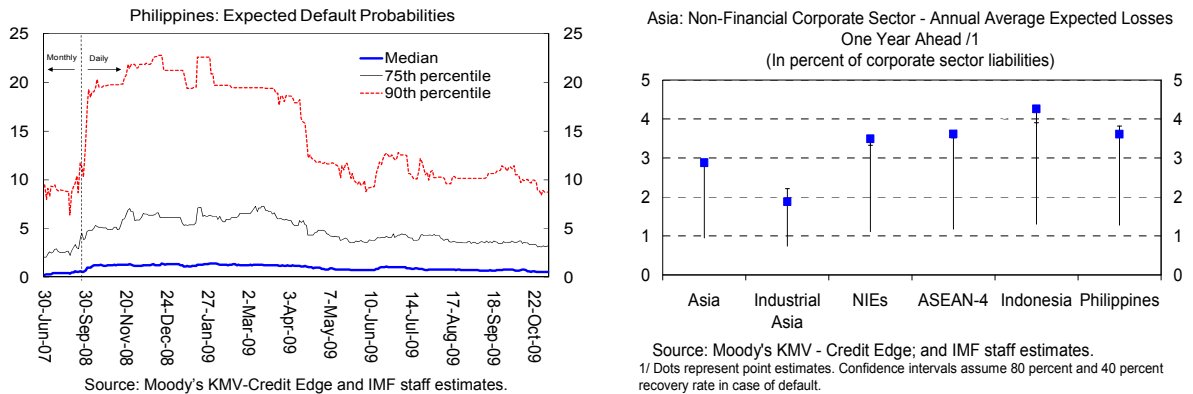 Philippines: Expected Default Probabilities
25
20
15
10
5
0
25
20
15
10
5
0
Monthly
Daily
Median
75th percentile
90th percentile
30-Jun-07
30-Sep-08
20-Nov-08
24-Dec-08
27-Jan-09
2-Mar-09
3-Apr-09
7-May-09
10-Jun-09
14-Jul-09
17-Aug-09
18-Sep-09
22-Oct-09
Source: Moody's KMV-Credit Edge and IMF staff estimates.
Asia: Non-Financial Corporate Sector - Annual Average Expected Losses
One Year Ahead /1
(In percent of corporate sector liabilities)
5
4
3
2
1
0
5
4
3
2
1
0
Asia
Industrial
Asia
NIEs
ASEAN-4
Indonesia
Philippines
Source: Moody's KMV - Credit Edge; and IMF staff estimates.
1/ Dots represent point estimates. Confidence intervals assume 80 percent and 40 percent
recovery rate in case of default.